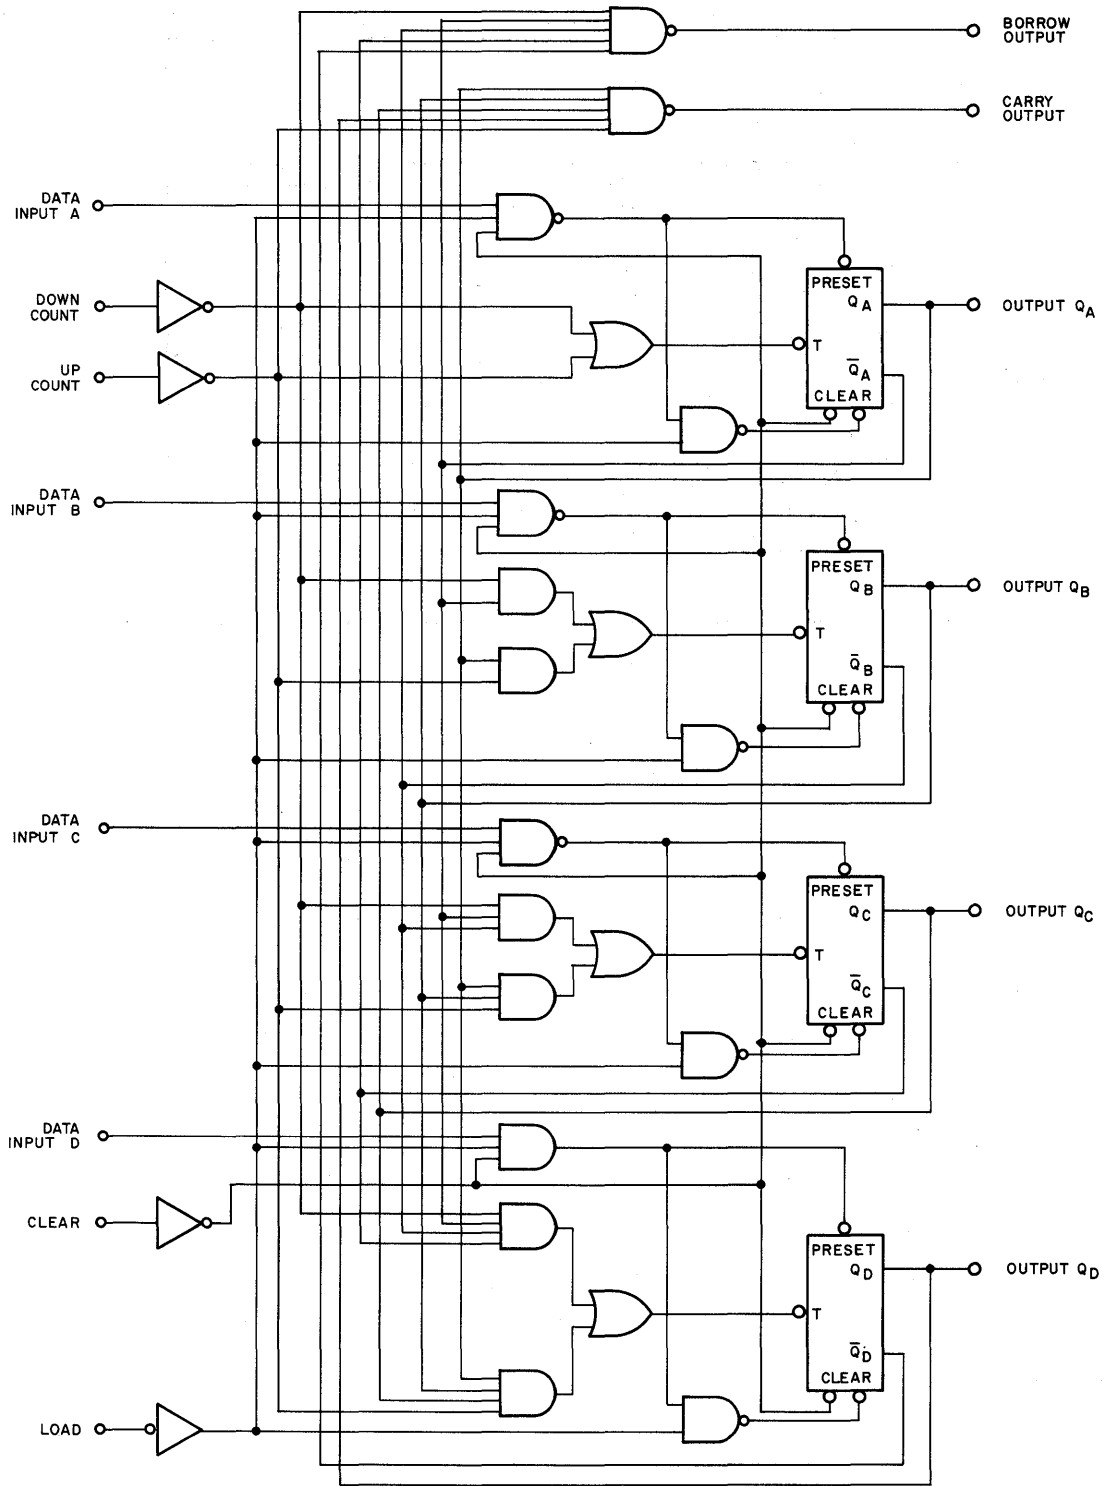 BORROW
OUTPUT
CARRY
OUTPUT
DATA
INPUT A
DOWN
COUNT
UP
COUNT
PRESET
QA
T
Q̅A
CLEAR
OUTPUT QA
DATA
INPUT B
PRESET
QB
T
Q̅B
CLEAR
OUTPUT QB
DATA
INPUT C
PRESET
QC
T
Q̅C
CLEAR
OUTPUT QC
DATA
INPUT D
CLEAR
PRESET
QD
T
Q̅D
CLEAR
OUTPUT QD
LOAD